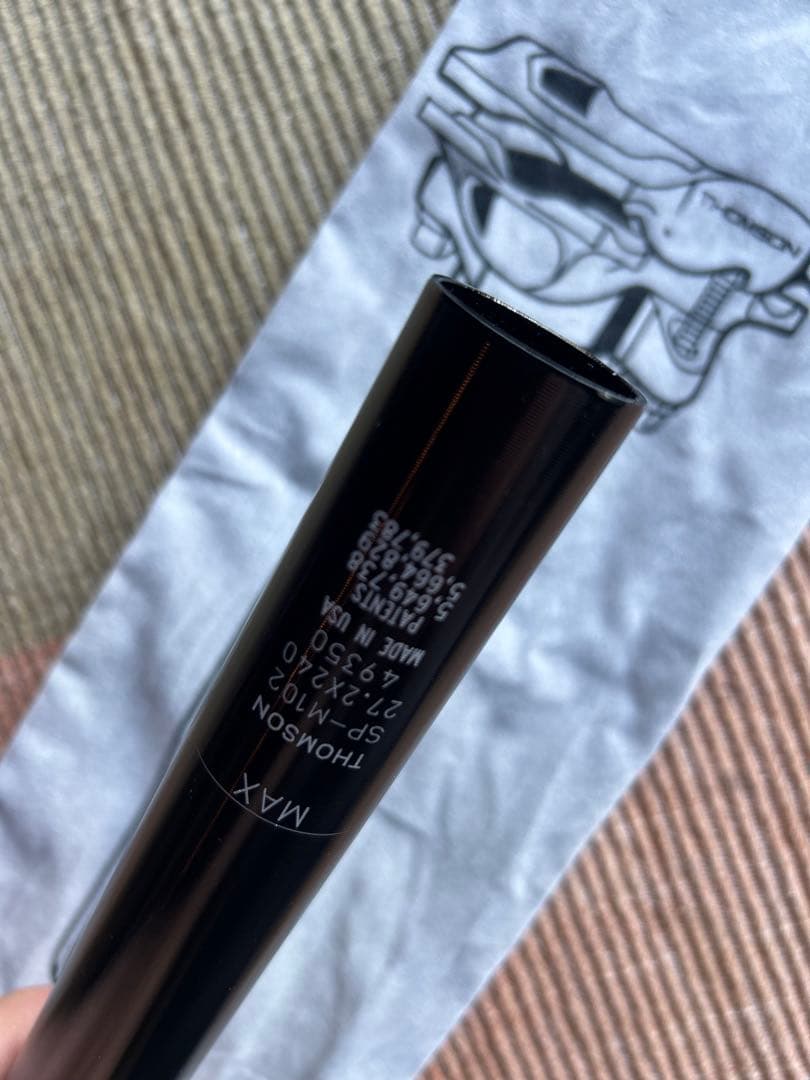 THOMSON
MAX
THOMSON
SP-M102
27.2X240
49350
MADE IN USA
PATENTS
5,649,738
5,664,829
379,783